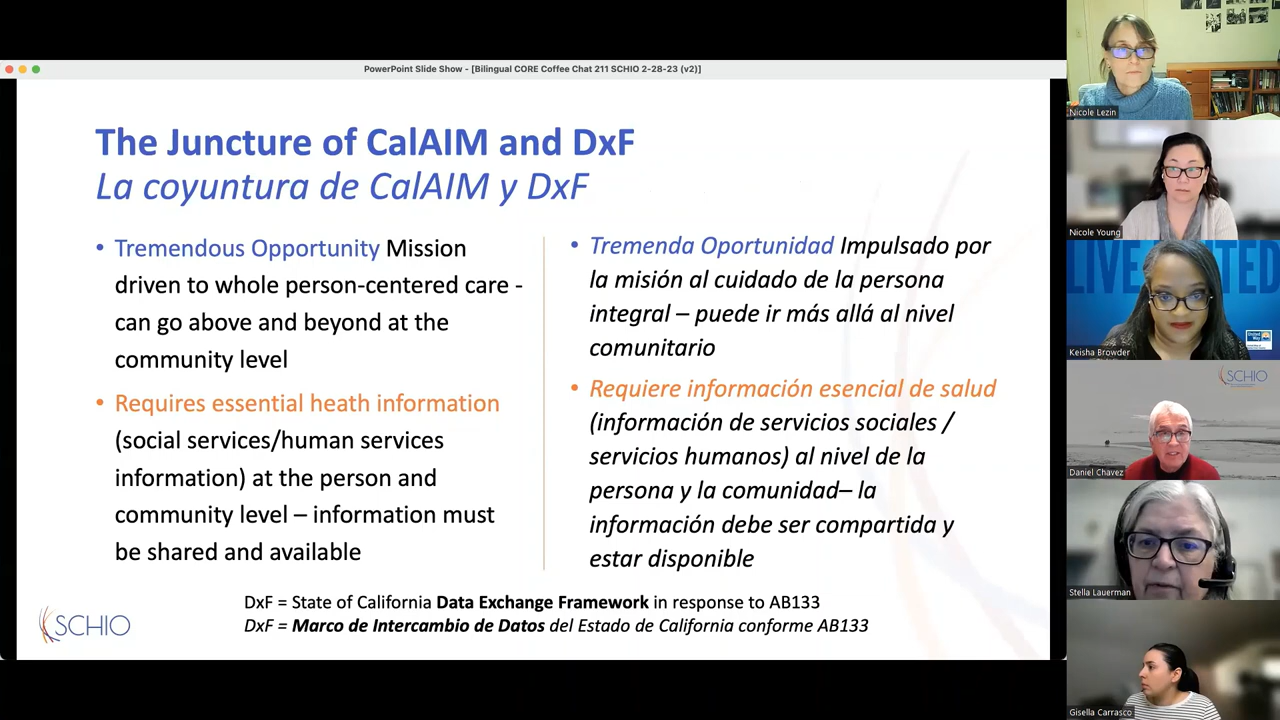 PowerPoint Slide Show - [Bilingual CORE Coffee Chat 211 SCHIO 2-28-23 (v2)]
The Juncture of CalAIM and DxF
La coyuntura de CalAIM y DxF
• Tremendous Opportunity Mission
driven to whole person-centered care -
can go above and beyond at the
community level
• Requires essential heath information
(social services/human services
information) at the person and
community level – information must
be shared and available
• Tremenda Oportunidad Impulsado por
la misión al cuidado de la persona
integral – puede ir más allá al nivel
comunitario
• Requiere información esencial de salud
(información de servicios sociales /
servicios humanos) al nivel de la
persona y la comunidad– la
información debe ser compartida y
estar disponible
DxF = State of California Data Exchange Framework in response to AB133
DxF = Marco de Intercambio de Datos del Estado de California conforme AB133
SCHIO
Nicole Lezin
Nicole Young
LIVE UNITED
United Way
Keisha Browder
SCHIO
Daniel Chavez
Stella Lauerman
Gisella Carrasco